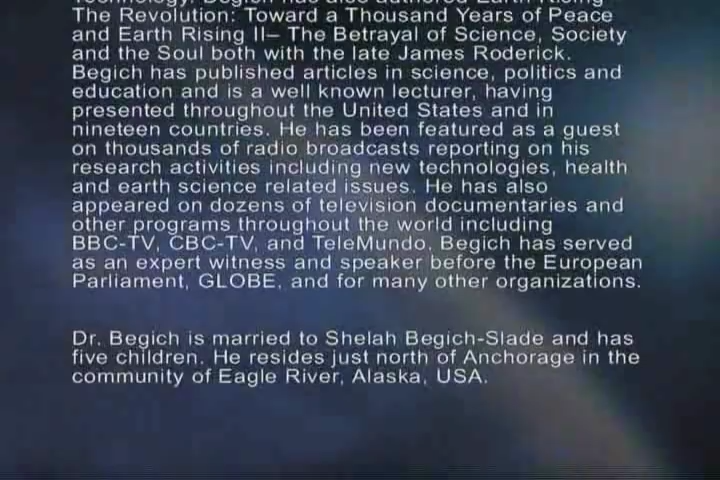 Technology. Begich has also authored Earth Rising –
The Revolution: Toward a Thousand Years of Peace
and Earth Rising II– The Betrayal of Science, Society
and the Soul both with the late James Roderick.
Begich has published articles in science, politics and
education and is a well known lecturer, having
presented throughout the United States and in
nineteen countries. He has been featured as a guest
on thousands of radio broadcasts reporting on his
research activities including new technologies, health
and earth science related issues. He has also
appeared on dozens of television documentaries and
other programs throughout the world including
BBC-TV, CBC-TV, and TeleMundo. Begich has served
as an expert witness and speaker before the European
Parliament, GLOBE, and for many other organizations.
Dr. Begich is married to Shelah Begich-Slade and has
five children. He resides just north of Anchorage in the
community of Eagle River, Alaska, USA.